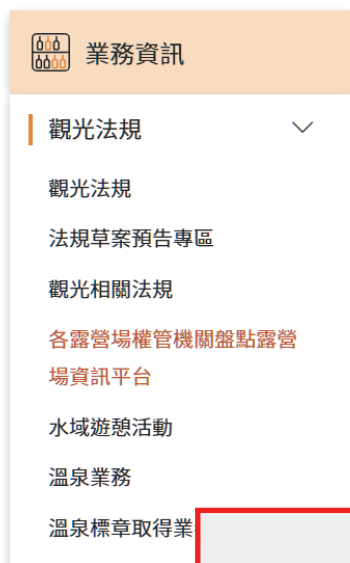 業務資訊
觀光法規
觀光法規
法規草案預告專區
觀光相關法規
各露營場權管機關盤點露營
場資訊平台
水域遊憩活動
溫泉業務
溫泉標章取得業